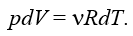 pdV = νRdT.